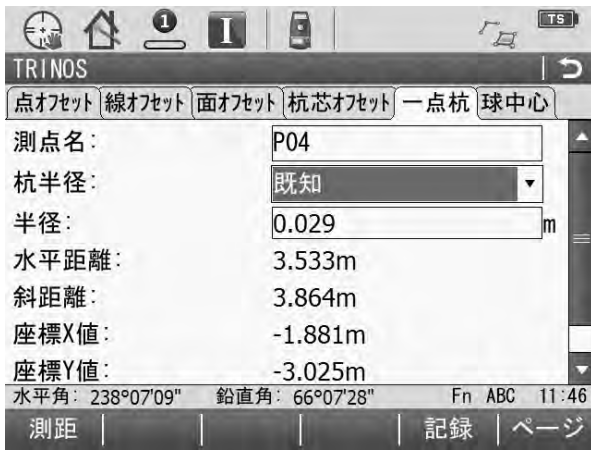 1 I TS
TRINOS
点ｵﾌｾｯﾄ 線ｵﾌｾｯﾄ 面ｵﾌｾｯﾄ 杭芯ｵﾌｾｯﾄ 一点杭 球中心
測点名: P04
杭半径: 既知
半径: 0.029 m
水平距離: 3.533m
斜距離: 3.864m
座標X値: -1.881m
座標Y値: -3.025m
水平角: 238°07'09" 鉛直角: 66°07'28" Fn ABC 11:46
測距 記録 ページ